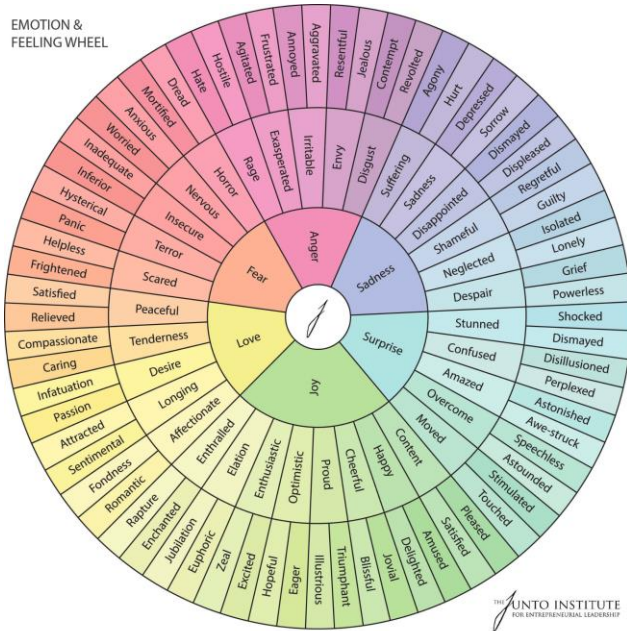 EMOTION &
FEELING WHEEL
Anger
Sadness
Surprise
Joy
Love
Fear
Rage
Exasperated
Irritable
Envy
Disgust
Suffering
Sadness
Disappointed
Shameful
Neglected
Despair
Stunned
Confused
Amazed
Overcome
Moved
Content
Happy
Cheerful
Proud
Optimistic
Enthusiastic
Elation
Enthralled
Affectionate
Longing
Desire
Tenderness
Peaceful
Scared
Terror
Insecure
Nervous
Horror
Hate
Hostile
Agitated
Frustrated
Annoyed
Aggravated
Resentful
Jealous
Contempt
Revolted
Agony
Hurt
Depressed
Sorrow
Dismayed
Displeased
Regretful
Guilty
Isolated
Lonely
Grief
Powerless
Shocked
Dismayed
Disillusioned
Perplexed
Astonished
Awe-struck
Speechless
Astounded
Stimulated
Touched
Pleased
Satisfied
Amused
Delighted
Jovial
Blissful
Triumphant
Illustrious
Eager
Hopeful
Excited
Zeal
Euphoric
Jubilation
Enchanted
Rapture
Romantic
Fondness
Sentimental
Attracted
Passion
Infatuation
Caring
Compassionate
Relieved
Satisfied
Frightened
Helpless
Panic
Hysterical
Inferior
Inadequate
Worried
Anxious
Mortified
Dread
THE JUNTO INSTITUTE
FOR ENTREPRENEURIAL LEADERSHIP